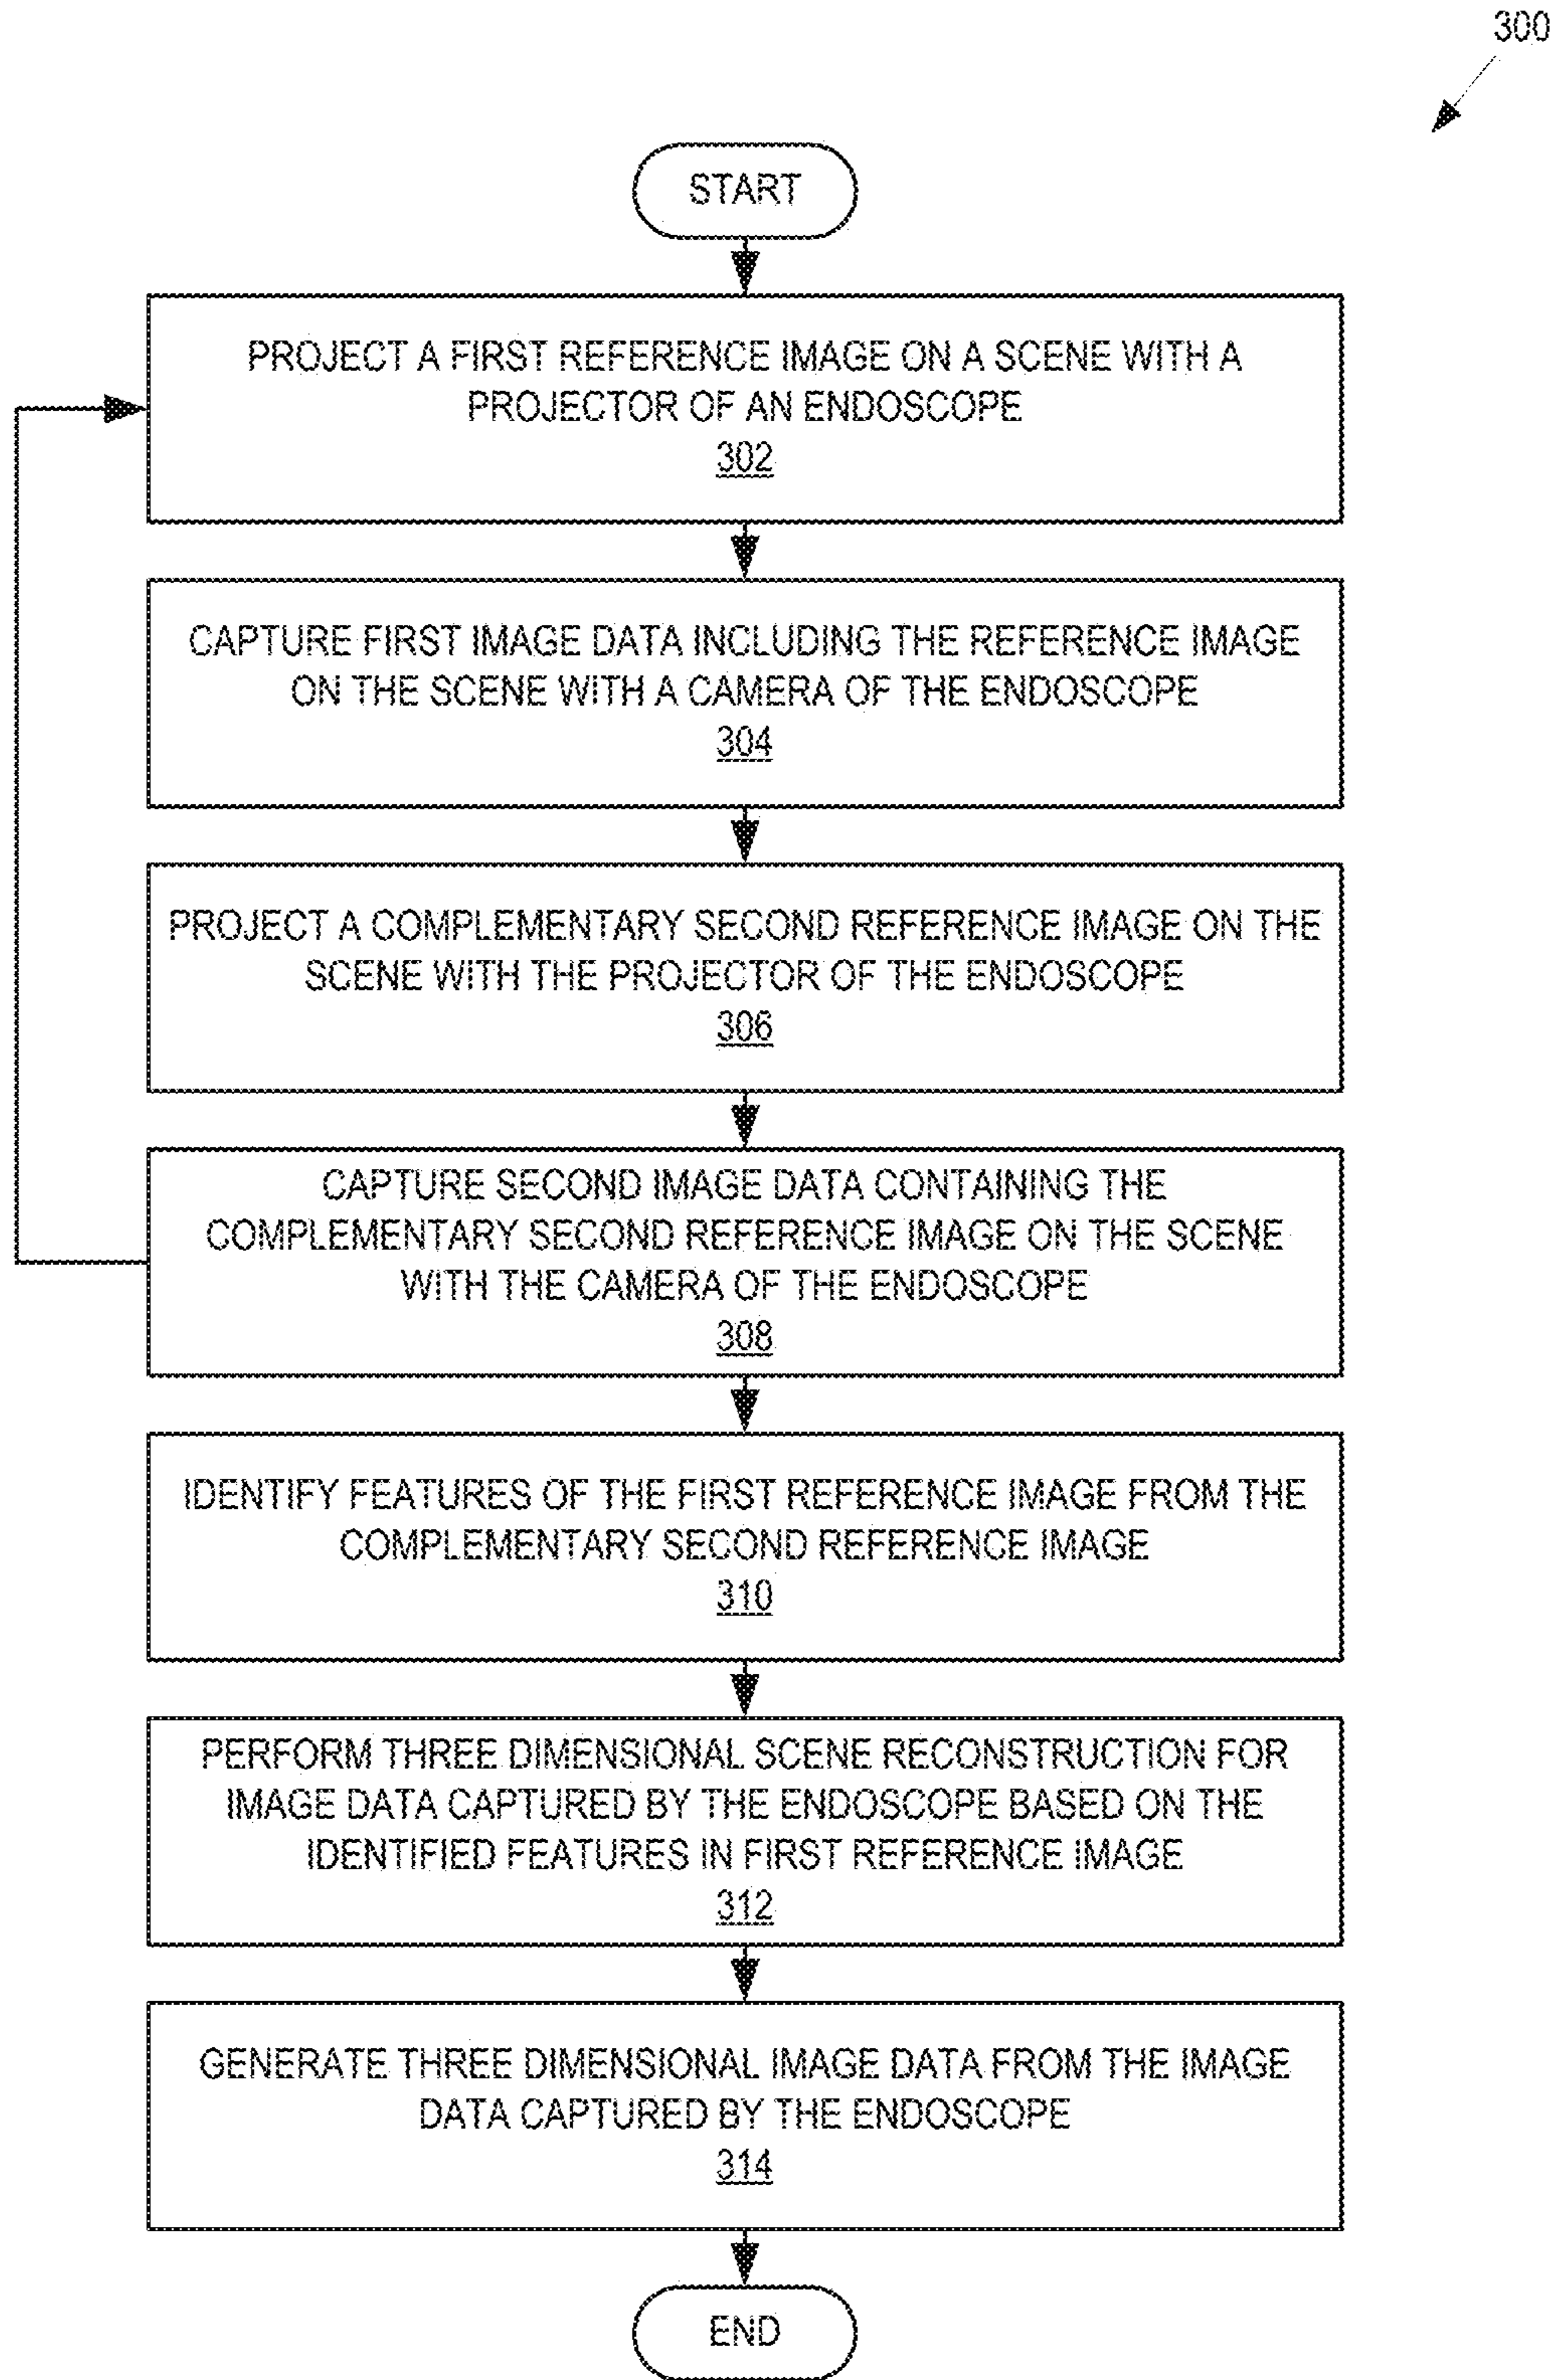 300
START
PROJECT A FIRST REFERENCE IMAGE ON A SCENE WITH A
PROJECTOR OF AN ENDOSCOPE
302
CAPTURE FIRST IMAGE DATA INCLUDING THE REFERENCE IMAGE
ON THE SCENE WITH A CAMERA OF THE ENDOSCOPE
304
PROJECT A COMPLEMENTARY SECOND REFERENCE IMAGE ON THE
SCENE WITH THE PROJECTOR OF THE ENDOSCOPE
306
CAPTURE SECOND IMAGE DATA CONTAINING THE
COMPLEMENTARY SECOND REFERENCE IMAGE ON THE SCENE
WITH THE CAMERA OF THE ENDOSCOPE
308
IDENTIFY FEATURES OF THE FIRST REFERENCE IMAGE FROM THE
COMPLEMENTARY SECOND REFERENCE IMAGE
310
PERFORM THREE DIMENSIONAL SCENE RECONSTRUCTION FOR
IMAGE DATA CAPTURED BY THE ENDOSCOPE BASED ON THE
IDENTIFIED FEATURES IN FIRST REFERENCE IMAGE
312
GENERATE THREE DIMENSIONAL IMAGE DATA FROM THE IMAGE
DATA CAPTURED BY THE ENDOSCOPE
314
END